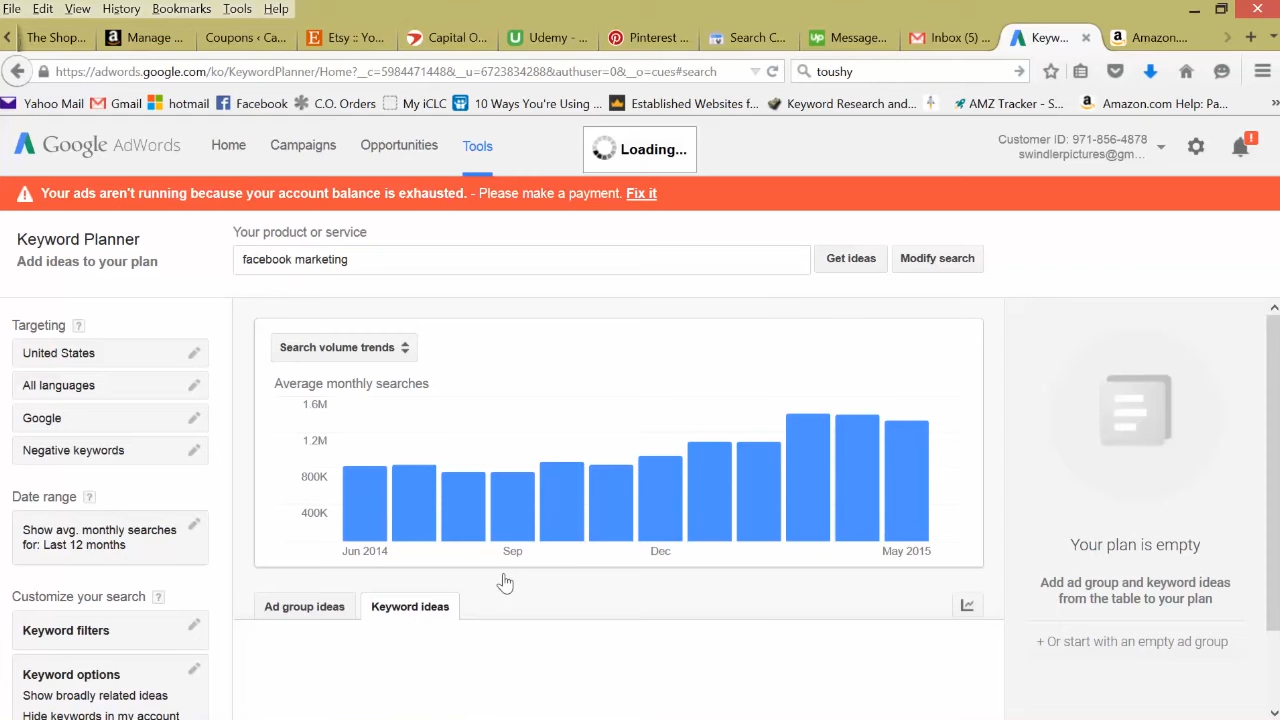 File Edit View History Bookmarks Tools Help
The Shop... Manage ... Coupons ‹ Ca... Etsy :: Yo... Capital O... Udemy - ... Pinterest ... Search C... Message... Inbox (5) ... Keyw... Amazon....
https://adwords.google.com/ko/KeywordPlanner/Home?__c=5984471448&__u=6723834288&authuser=0&__o=cues#search toushy
Yahoo Mail Gmail hotmail Facebook C.O. Orders My iCLC 10 Ways You're Using ... Established Websites f... Keyword Research and... AMZ Tracker - S... Amazon.com Help: Pa...
Google AdWords Home Campaigns Opportunities Tools Loading... Customer ID: 971-856-4878
swindlerpictures@gm...
Your ads aren't running because your account balance is exhausted. - Please make a payment. Fix it
Keyword Planner
Add ideas to your plan
Your product or service
facebook marketing Get ideas Modify search
Targeting ?
United States
All languages
Google
Negative keywords
Date range ?
Show avg. monthly searches
for: Last 12 months
Customize your search ?
Keyword filters
Keyword options
Show broadly related ideas
Hide keywords in my account
Search volume trends
Average monthly searches
1.6M
1.2M
800K
400K
Jun 2014 Sep Dec May 2015
Ad group ideas Keyword ideas
Your plan is empty
Add ad group and keyword ideas
from the table to your plan
+ Or start with an empty ad group